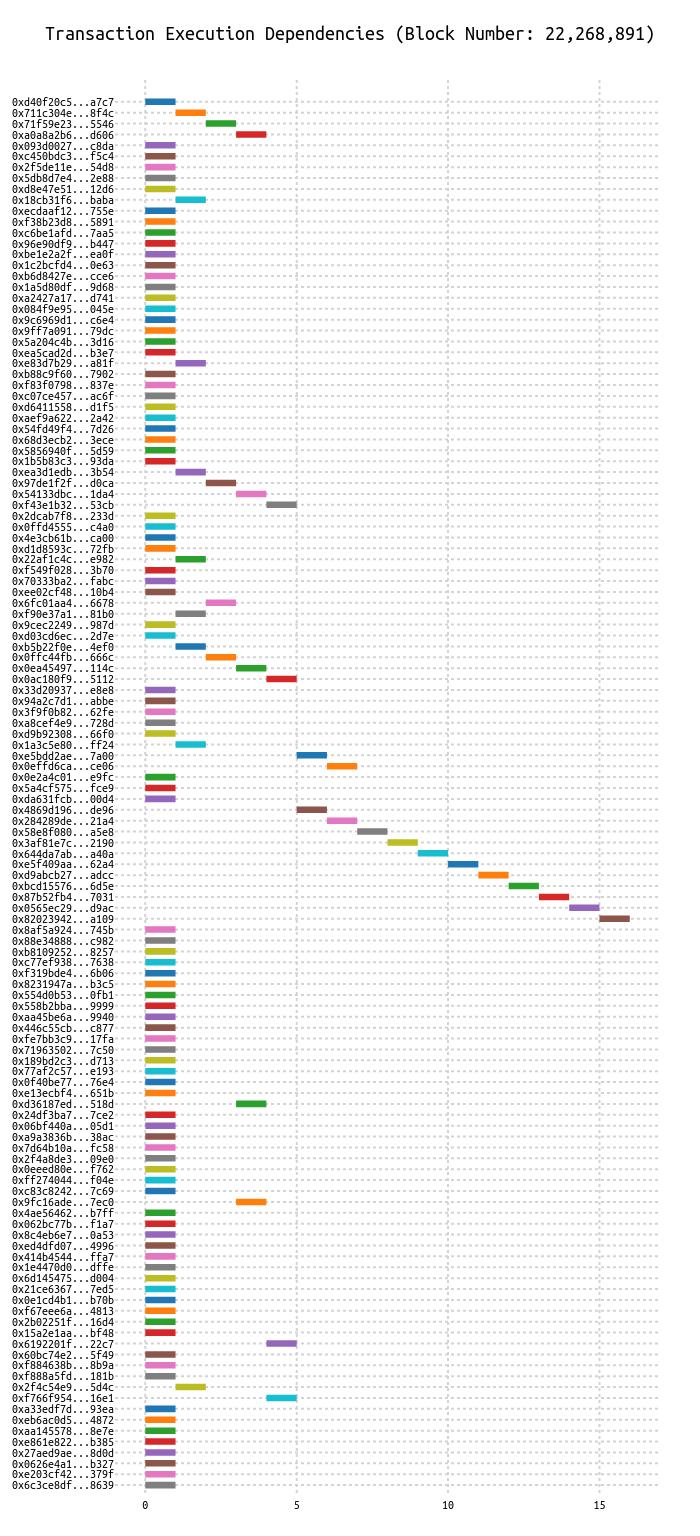 Transaction Execution Dependencies (Block Number: 22,268,891)
0xd40f20c5...a7c7
0x711c304e...8f4c
0x71f59e23...5546
0xa0a8a2b6...d606
0x093d0027...c8da
0xc450bdc3...f5c4
0x2f5de11e...54d8
0x5db8d7e4...2e88
0xd8e47e51...12d6
0x18cb31f6...baba
0xecdaaf12...755e
0xf38b23d8...5891
0xc6be1afd...7aa5
0x96e90df9...b447
0xbe1e2a2f...ea0f
0x1c2bcfd4...0e63
0xb6d8427e...cce6
0x1a5d80df...9d68
0xa2427a17...d741
0x084f9e95...045e
0x9c6969d1...c6e4
0x9ff7a091...79dc
0x5a204c4b...3d16
0xea5cad2d...b3e7
0xe83d7b29...a81f
0xb88c9f60...7902
0xf83f0798...837e
0xc07ce457...ac6f
0xd6411558...d1f5
0xaef9a622...2a42
0x54fd49f4...7d26
0x68d3ecb2...3ece
0x5856940f...5d59
0x1b5b83c3...93da
0xea3d1edb...3b54
0x97de1f2f...d0ca
0x54133dbc...1da4
0xf43e1b32...53cb
0x2dcab7f8...233d
0x0ffd4555...c4a0
0x4e3cb61b...ca00
0xd1d8593c...72fb
0x22af1c4c...e982
0xf549f028...3b70
0x70333ba2...fabc
0xee02cf48...10b4
0x6fc01aa4...6678
0xf90e37a1...81b0
0x9cec2249...987d
0xd03cd6ec...2d7e
0xb5b22f0e...4ef0
0x0ffc44fb...666c
0x0ea45497...114c
0x0ac180f9...5112
0x33d20937...e8e8
0x94a2c7d1...abbe
0x3f9f0b82...62fe
0xa8cef4e9...728d
0xd9b92308...66f0
0x1a3c5e80...ff24
0xe5bdd2ae...7a00
0x0effd6ca...ce06
0x0e2a4c01...e9fc
0x5a4cf575...fce9
0xda631fcb...00d4
0x4869d196...de96
0x284289de...21a4
0x58e8f080...a5e8
0x3af81e7c...2190
0x644da7ab...a40a
0xe5f409aa...62a4
0xd9abcb27...adcc
0xbcd15576...6d5e
0x87b52fb4...7031
0x0565ec29...d9ac
0x82023942...a109
0x8af5a924...745b
0x88e34888...c982
0xb8109252...8257
0xc77ef938...7638
0xf319bde4...6b06
0x8231947a...b3c5
0x554d0b53...0fb1
0x558b2bba...9999
0xaa45be6a...9940
0x446c55cb...c877
0xfe7bb3c9...17fa
0x71963502...7c50
0x189bd2c3...d713
0x77af2c57...e193
0x0f40be77...76e4
0xe13ecbf4...651b
0xd36187ed...518d
0x24df3ba7...7ce2
0x06bf440a...05d1
0xa9a3836b...38ac
0x7d64b10a...fc58
0x2f4a8de3...09e0
0x0eeed80e...f762
0xff274044...f04e
0xc83c8242...7c69
0x9fc16ade...7ec0
0x4ae56462...b7ff
0x062bc77b...f1a7
0x8c4eb6e7...0a53
0xed4dfd07...4996
0x414b4544...ffa7
0x1e4470d0...dffe
0x6d145475...d004
0x21ce6367...7ed5
0x0e1cd4b1...b70b
0xf67eee6a...4813
0x2b02251f...16d4
0x15a2e1aa...bf48
0x6192201f...22c7
0x60bc74e2...5f49
0xf884638b...8b9a
0xf888a5fd...181b
0x2f4c54e9...5d4c
0xf766f954...16e1
0xa33edf7d...93ea
0xeb6ac0d5...4872
0xaa145578...8e7e
0xe861e822...b385
0x27aed9ae...8d0d
0x0626e4a1...b327
0xe203cf42...379f
0x6c3ce8df...8639
0 5 10 15